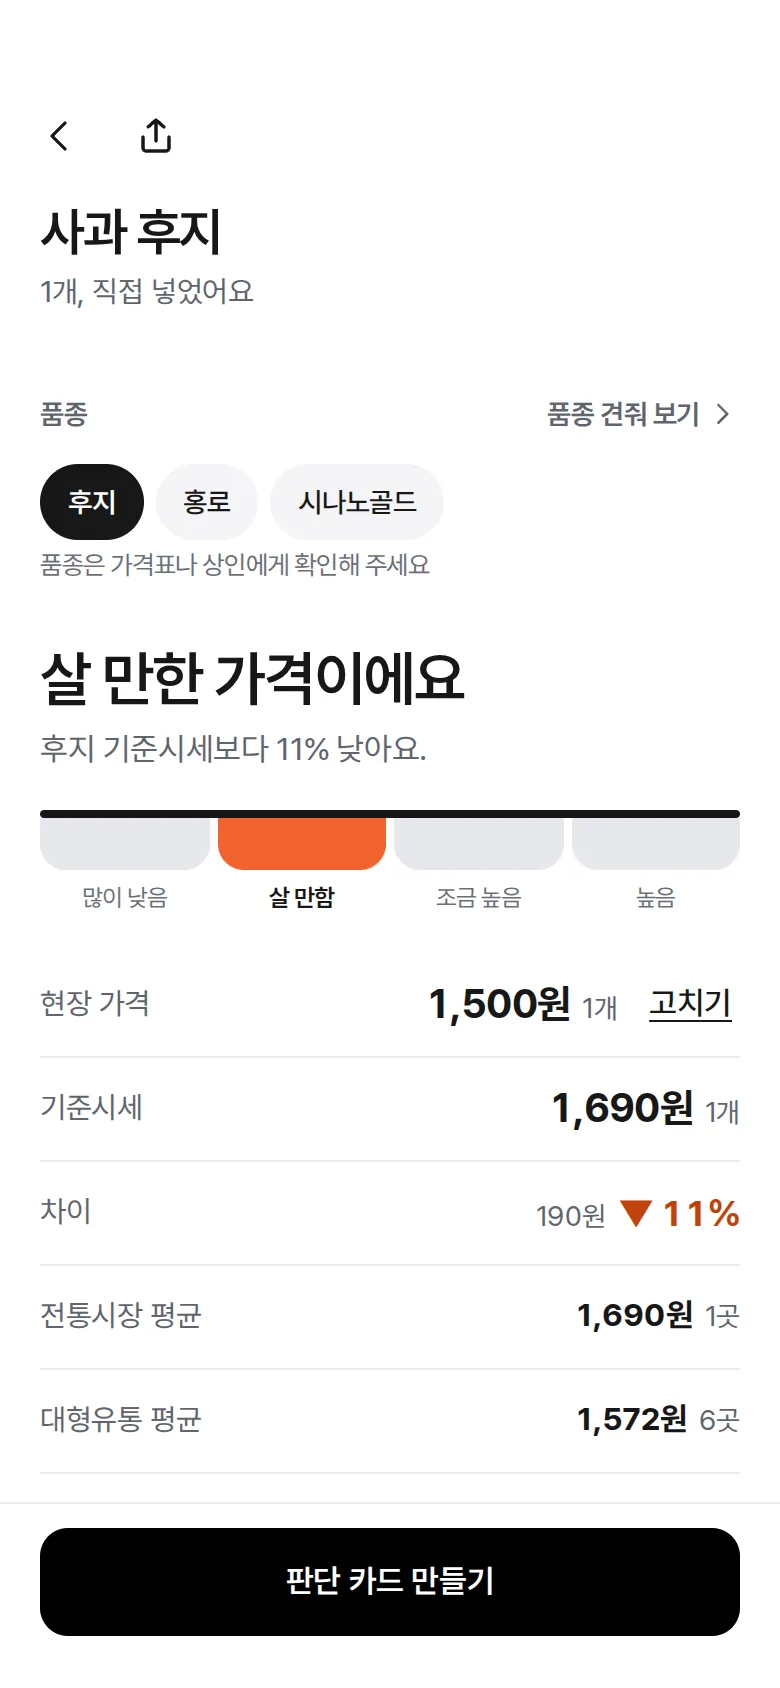 사과 후지
1개, 직접 넣었어요
품종
품종 견줘 보기
후지 홍로 시나노골드
품종은 가격표나 상인에게 확인해 주세요
살 만한 가격이에요
후지 기준시세보다 11% 낮아요.
많이 낮음 살 만함 조금 높음 높음
현장 가격 1,500원 1개 고치기
기준시세 1,690원 1개
차이 190원 ▼ 11%
전통시장 평균 1,690원 1곳
대형유통 평균 1,572원 6곳
판단 카드 만들기